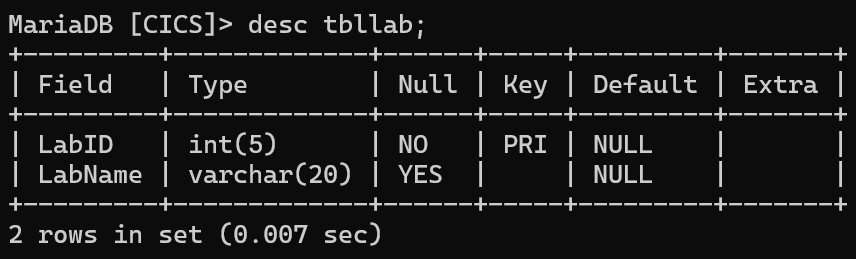 MariaDB [CICS]> desc tbllab;
+---------+-------------+------+-----+---------+-------+
| Field   | Type        | Null | Key | Default | Extra |
+---------+-------------+------+-----+---------+-------+
| LabID   | int(5)      | NO   | PRI | NULL    |       |
| LabName | varchar(20) | YES  |     | NULL    |       |
+---------+-------------+------+-----+---------+-------+
2 rows in set (0.007 sec)